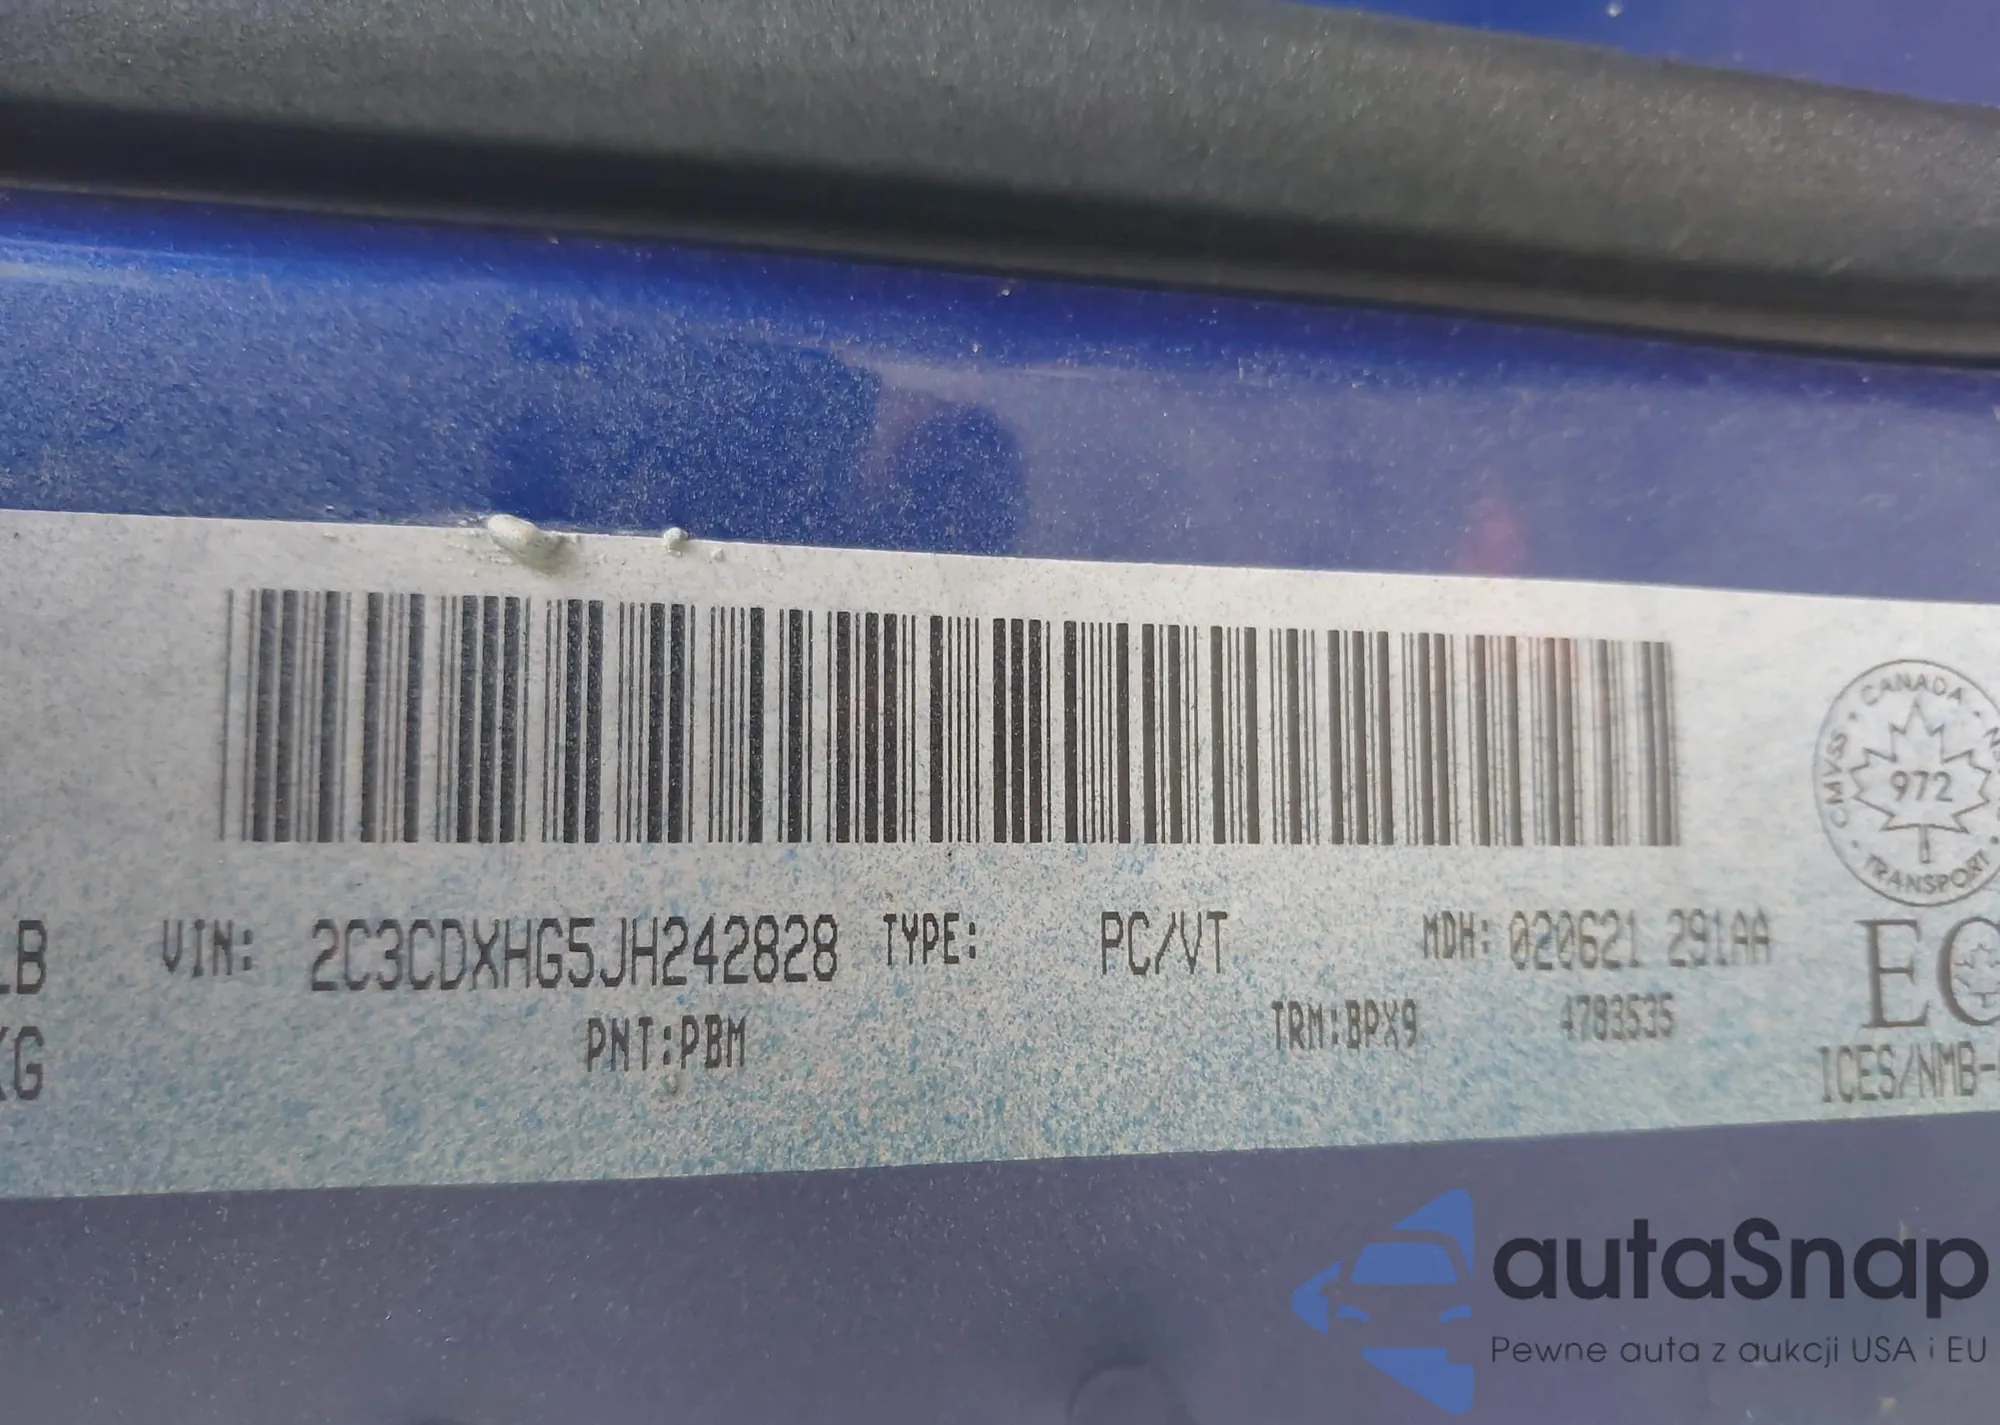 CMVSS · CANADA ·
972
TRANSPORT
LB VIN: 2C3CDXHG5JH242828 TYPE: PC/VT MDH: 020621 291AA
KG PNT:PBM TRM:BPX9 4783535
EC
ICES/NMB-
autaSnap
Pewne auta z aukcji USA i EU